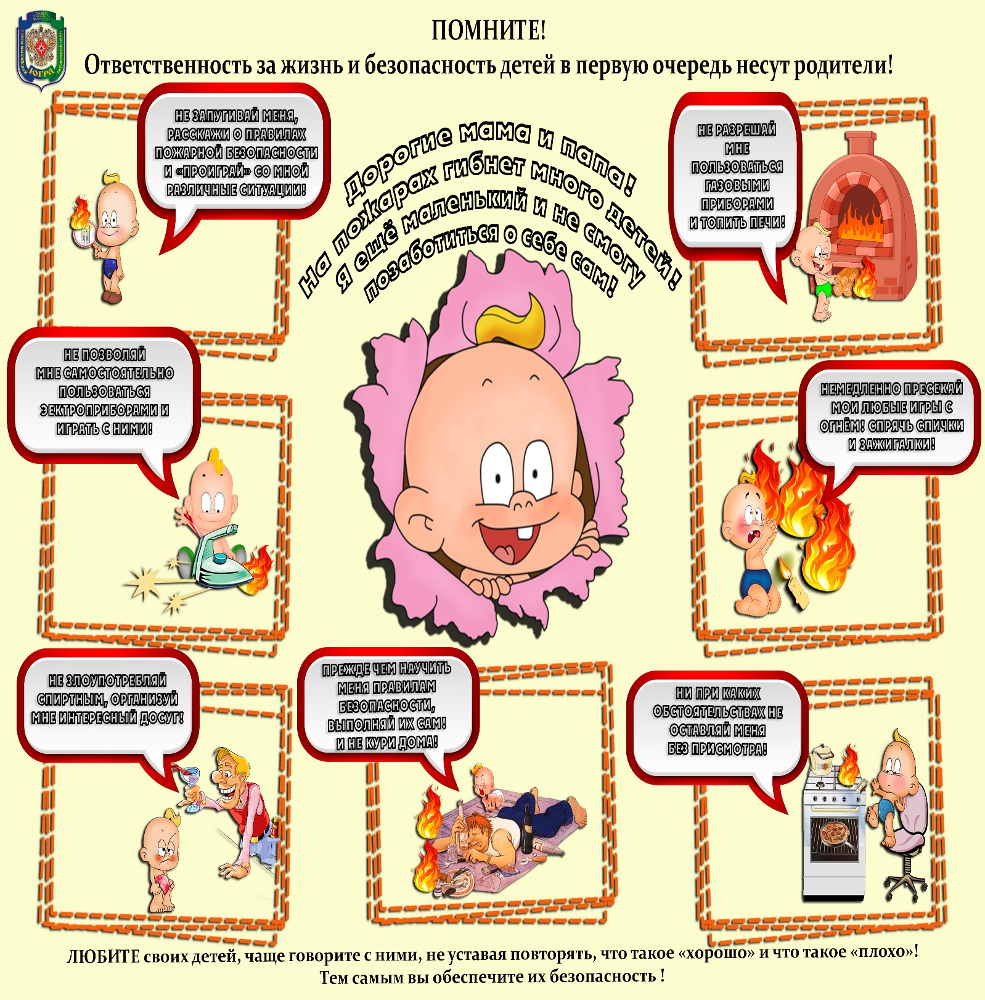 ПОМНИТЕ!
Ответственность за жизнь и безопасность детей в первую очередь несут родители!
ЮГРА
Дорогие мама и папа!
На пожарах гибнет много детей!
Я ещё маленький и не смогу
позаботиться о себе сам!
НЕ ЗАПУГИВАЙ МЕНЯ,
РАССКАЖИ О ПРАВИЛАХ
ПОЖАРНОЙ БЕЗОПАСНОСТИ
И «ПРОИГРАЙ» СО МНОЙ
РАЗЛИЧНЫЕ СИТУАЦИИ!
НЕ РАЗРЕШАЙ
МНЕ
ПОЛЬЗОВАТЬСЯ
ГАЗОВЫМИ
ПРИБОРАМИ
И ТОПИТЬ ПЕЧИ!
НЕ ПОЗВОЛЯЙ
МНЕ САМОСТОЯТЕЛЬНО
ПОЛЬЗОВАТЬСЯ
ЭЕКТРОПРИБОРАМИ И
ИГРАТЬ С НИМИ!
НЕМЕДЛЕННО ПРЕСЕКАЙ
МОИ ЛЮБЫЕ ИГРЫ С
ОГНЁМ! СПРЯЧЬ СПИЧКИ
И ЗАЖИГАЛКИ!
НЕ ЗЛОУПОТРЕБЛЯЙ
СПИРТНЫМ, ОРГАНИЗУЙ
МНЕ ИНТЕРЕСНЫЙ ДОСУГ!
ПРЕЖДЕ ЧЕМ НАУЧИТЬ
МЕНЯ ПРАВИЛАМ
БЕЗОПАСНОСТИ,
ВЫПОЛНЯЙ ИХ САМ!
И НЕ КУРИ ДОМА!
НИ ПРИ КАКИХ
ОБСТОЯТЕЛЬСТВАХ НЕ
ОСТАВЛЯЙ МЕНЯ
БЕЗ ПРИСМОТРА!
ЛЮБИТЕ своих детей, чаще говорите с ними, не уставая повторять, что такое «хорошо» и что такое «плохо»!
Тем самым вы обеспечите их безопасность !